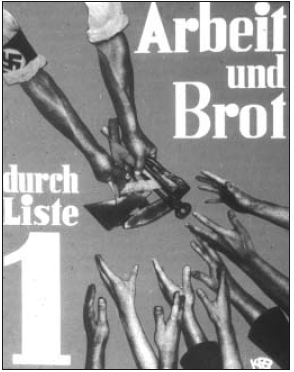 Arbeit
und
Brot
durch
Liste
1